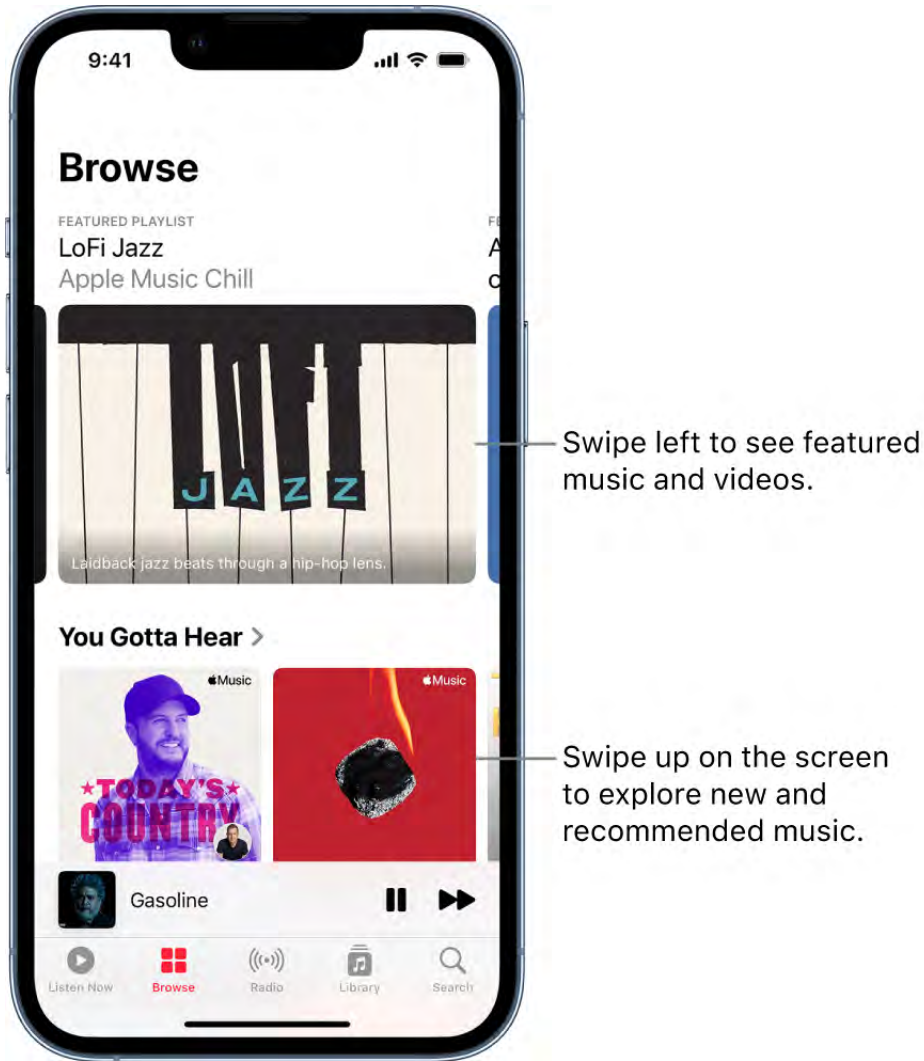 9:41
Browse
FEATURED PLAYLIST
LoFi Jazz
Apple Music Chill
FE
A
c
JAZZ
Laidback jazz beats through a hip-hop lens.
Swipe left to see featured
music and videos.
You Gotta Hear >
Music
Music
TODAY'S
COUNTRY
Swipe up on the screen
to explore new and
recommended music.
Gasoline
Listen Now
Browse
Radio
Library
Search